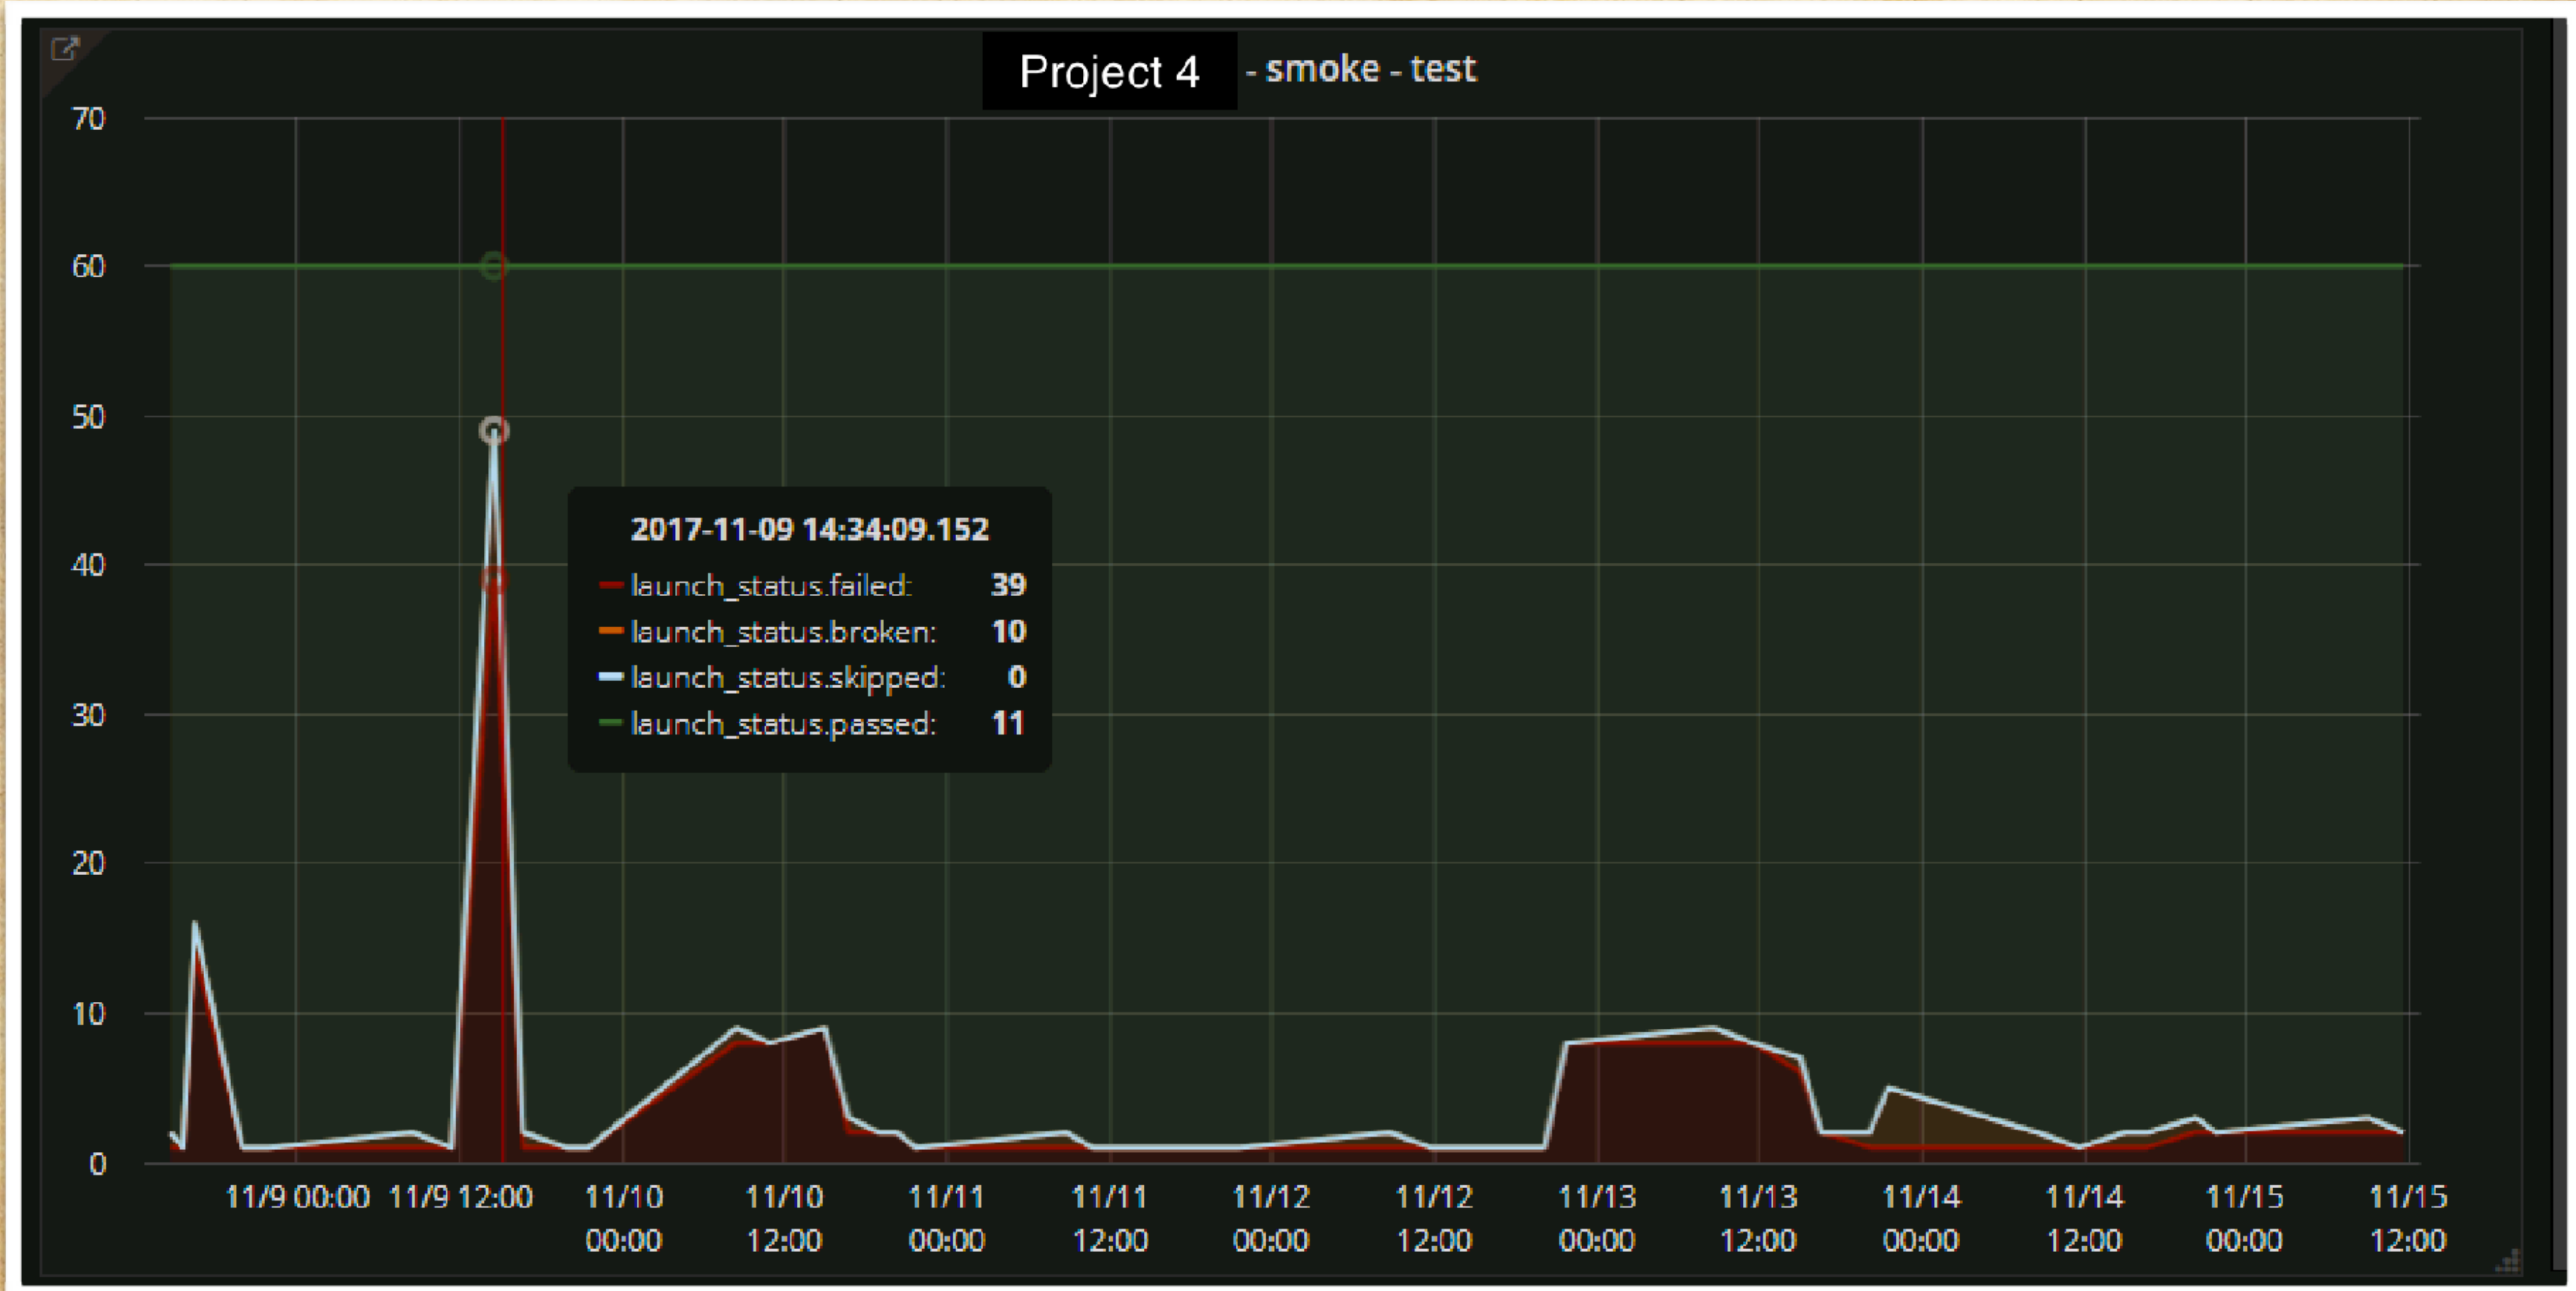 Project 4 - smoke - test
70
60
50
40
30
20
10
0
2017-11-09 14:34:09.152
launch_status.failed: 39
launch_status.broken: 10
launch_status.skipped: 0
launch_status.passed: 11
11/9 00:00 11/9 12:00 11/10 11/10 11/11 11/11 11/12 11/12 11/13 11/13 11/14 11/14 11/15 11/15
00:00 12:00 00:00 12:00 00:00 12:00 00:00 12:00 00:00 12:00 00:00 12:00